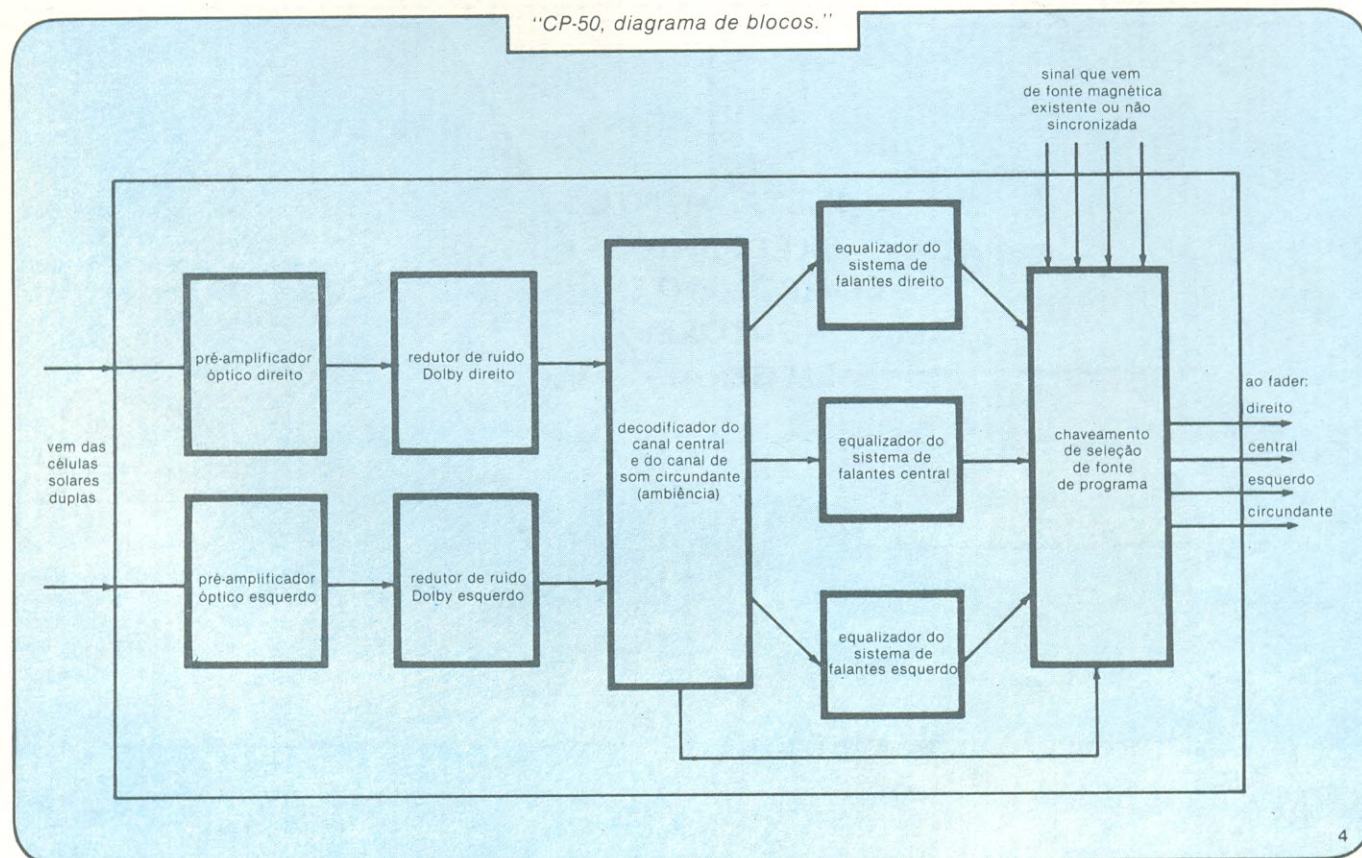 "CP-50, diagrama de blocos."
sinal que vem
de fonte magnética
existente ou não
sincronizada
vem das
células
solares
duplas
pré-amplificador
óptico direito
redutor de ruído
Dolby direito
pré-amplificador
óptico esquerdo
redutor de ruído
Dolby esquerdo
decodificador do
canal central
e do canal de
som circundante
(ambiência)
equalizador do
sistema de
falantes direito
equalizador do
sistema de
falantes central
equalizador do
sistema de
falantes esquerdo
chaveamento
de seleção
de fonte
de programa
ao fader:
direito
central
esquerdo
circundante
4